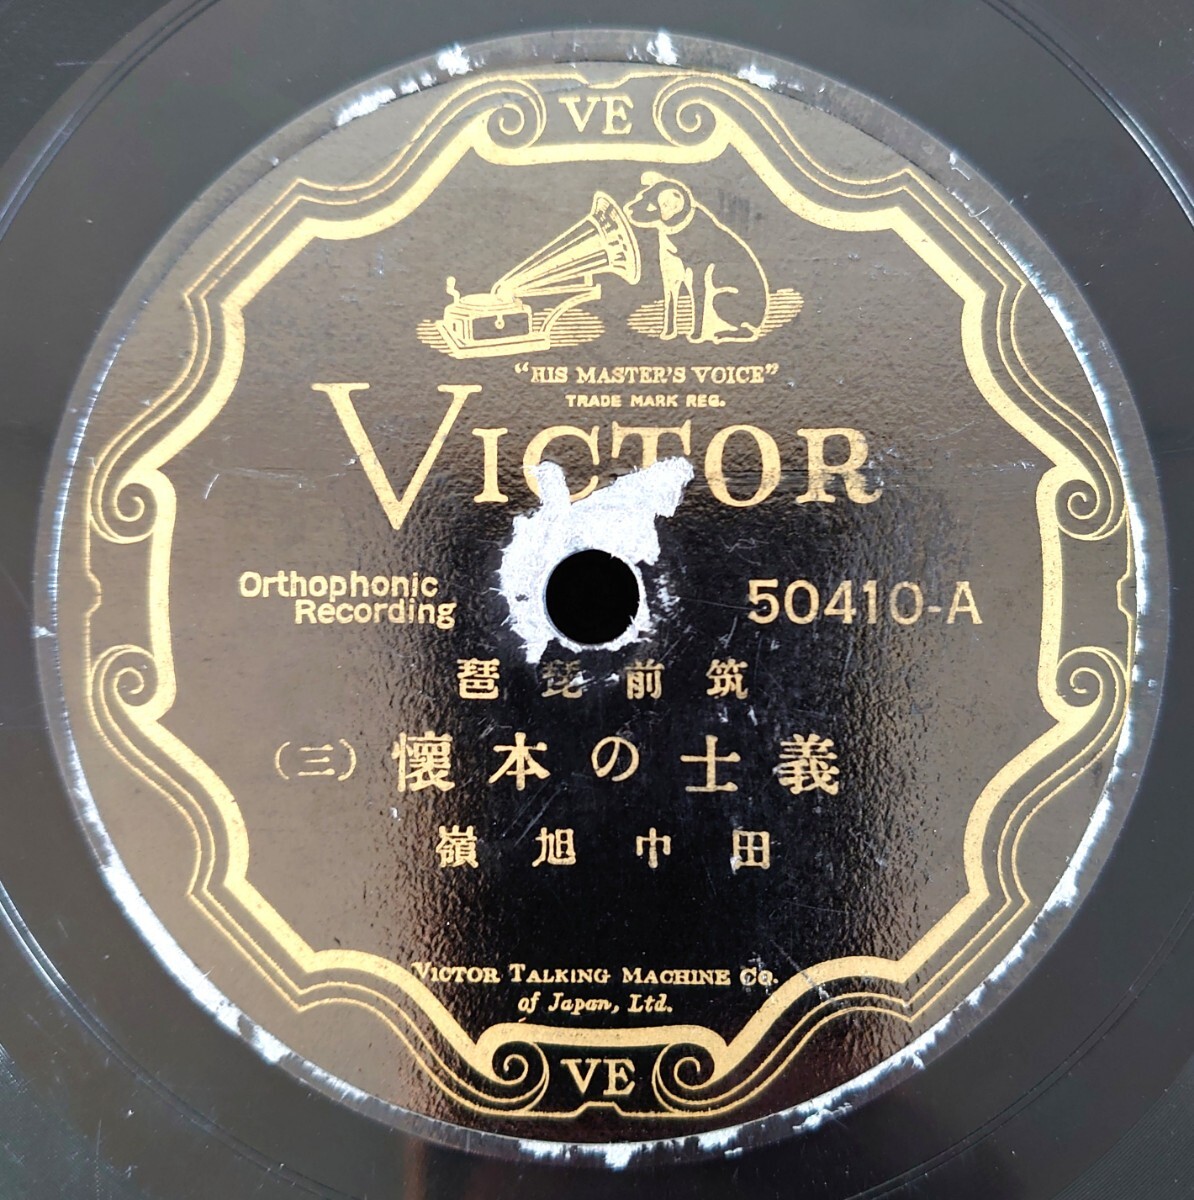 VE
"HIS MASTER'S VOICE"
TRADE MARK REG.
VICTOR
Orthophonic
Recording
50410-A
筑前琵琶
義士の本懷(三)
田中旭嶺
VICTOR TALKING MACHINE CO.
of Japan, Ltd.
VE